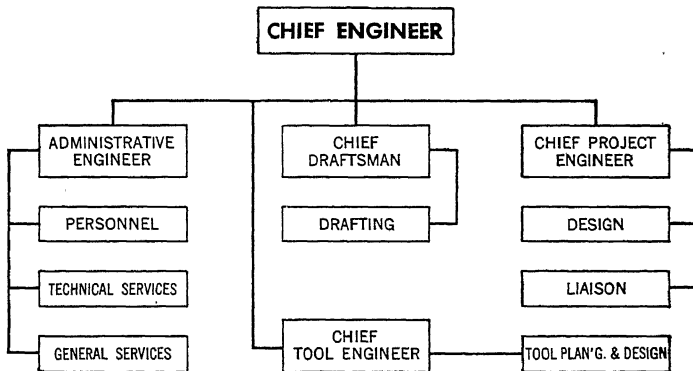 CHIEF ENGINEER
ADMINISTRATIVE
ENGINEER
CHIEF
DRAFTSMAN
CHIEF PROJECT
ENGINEER
PERSONNEL
DRAFTING
DESIGN
TECHNICAL SERVICES
LIAISON
GENERAL SERVICES
CHIEF
TOOL ENGINEER
TOOL PLAN'G. & DESIGN